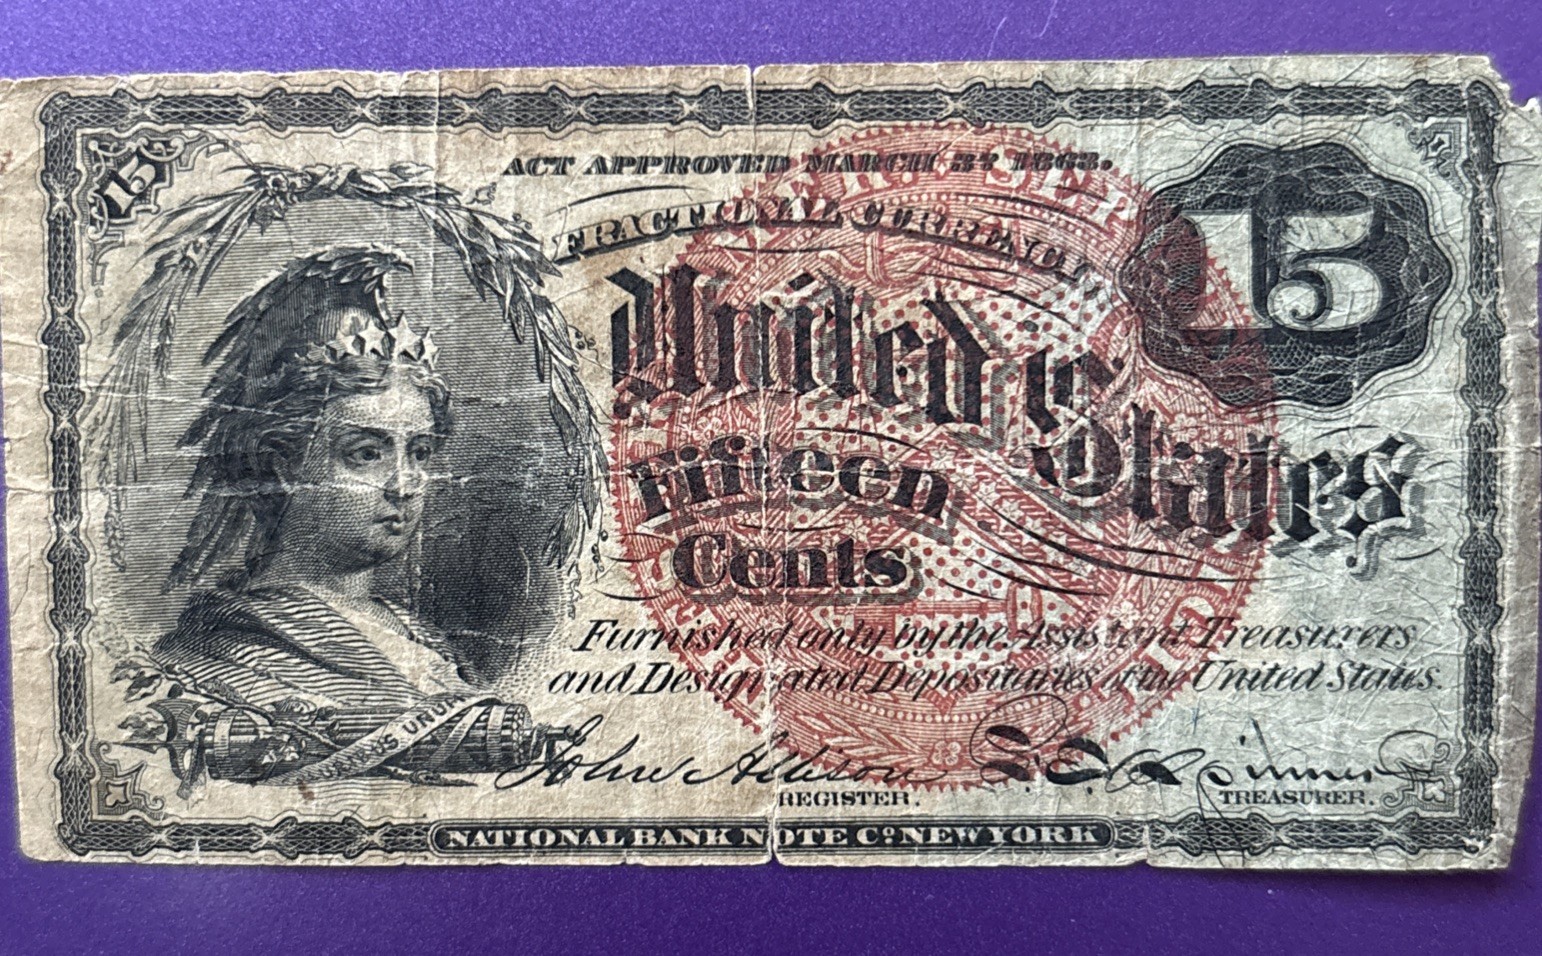 15
ACT APPROVED MARCH 3? 1863.
FRACTIONAL CURRENCY
15
United States
Fifteen
Cents
Furnished only by the Assistant Treasurers
and Designated Depositaries of the United States.
UNUM
John Allison
REGISTER.
TREASURER.
NATIONAL BANK NOTE Cº NEW YORK